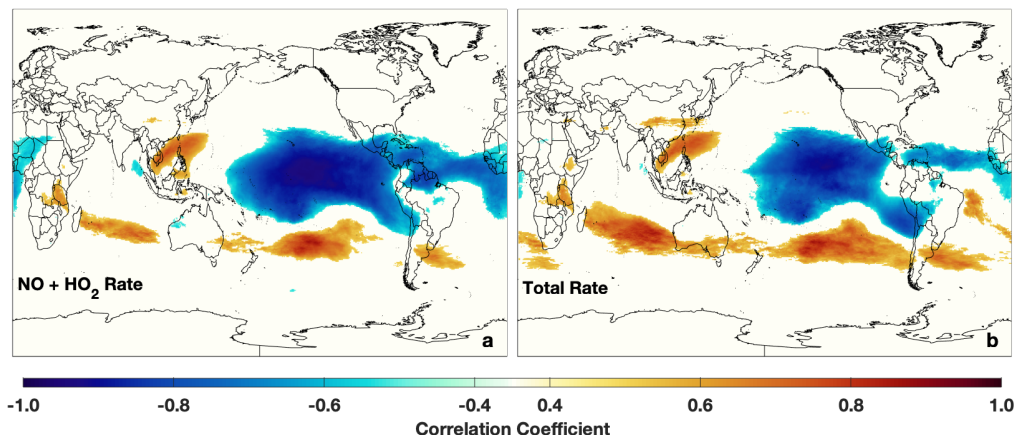 NO + HO₂ Rate
a
Total Rate
b
-1.0 -0.8 -0.6 -0.4 0.4 0.6 0.8 1.0
Correlation Coefficient